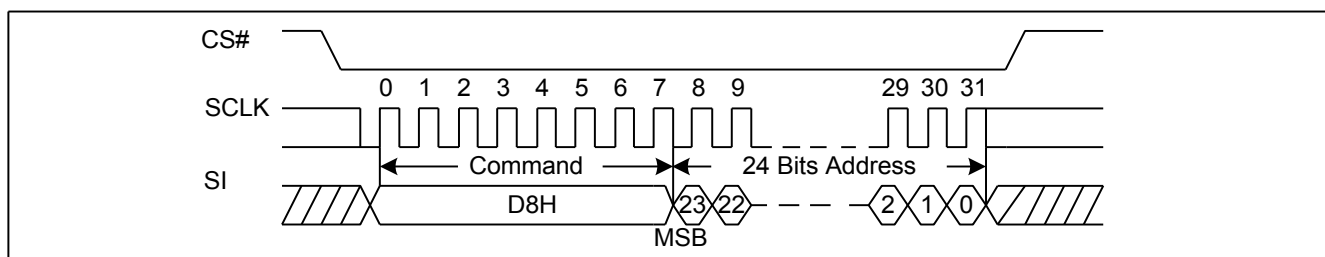 CS#
0 1 2 3 4 5 6 7 8 9 29 30 31
SCLK
Command 24 Bits Address
SI
D8H 23 22 2 1 0
MSB